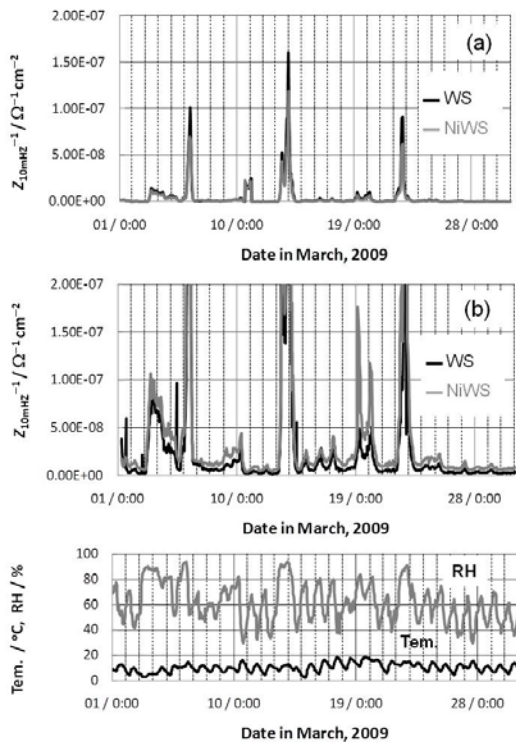 2.00E-07
(a)
1.50E-07
WS
1.00E-07
NiWS
5.00E-08
0.00E+00
Z10mHZ⁻¹ / Ω⁻¹ cm⁻²
01 / 0:00 10 / 0:00 19 / 0:00 28 / 0:00
Date in March, 2009
2.00E-07
(b)
1.50E-07
WS
1.00E-07
NiWS
5.00E-08
0.00E+00
Z10mHZ⁻¹ / Ω⁻¹ cm⁻²
01 / 0:00 10 / 0:00 19 / 0:00 28 / 0:00
Date in March, 2009
100
RH
80
60
40
Tem.
20
0
Tem. / °C, RH / %
01 / 0:00 10 / 0:00 19 / 0:00 28 / 0:00
Date in March, 2009